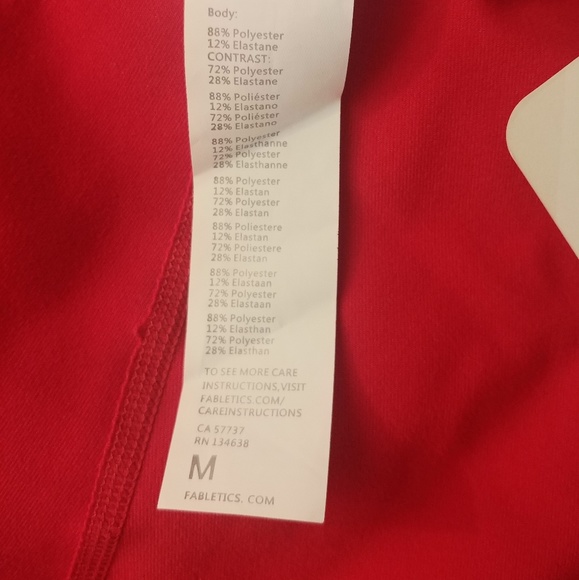 Body:
88% Polyester
12% Elastane
CONTRAST:
72% Polyester
28% Elastane
88% Poliéster
12% Elastano
72% Poliéster
28% Elastano
88% Polyester
12% Elasthanne
72% Polyester
28% Elasthanne
88% Polyester
12% Elastan
72% Polyester
28% Elastan
88% Poliestere
12% Elastan
72% Poliestere
28% Elastan
88% Polyester
12% Elastaan
72% Polyester
28% Elastaan
88% Polyester
12% Elasthan
72% Polyester
28% Elasthan
TO SEE MORE CARE
INSTRUCTIONS,VISIT
FABLETICS.COM/
CAREINSTRUCTIONS
CA 57737
RN 134638
M
FABLETICS. COM